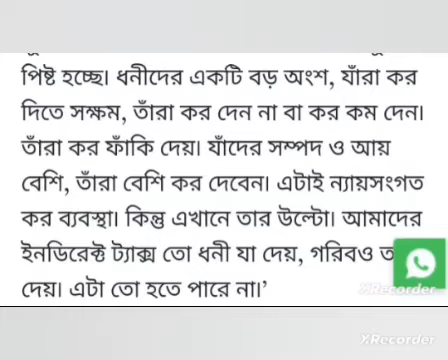 পিষ্ট হচ্ছে। ধনীদের একটি বড় অংশ, যাঁরা কর
দিতে সক্ষম, তাঁরা কর দেন না বা কর কম দেন।
তাঁরা কর ফাঁকি দেয়। যাঁদের সম্পদ ও আয়
বেশি, তাঁরা বেশি কর দেবেন। এটাই ন্যায়সংগত
কর ব্যবস্থা। কিন্তু এখানে তার উল্টো। আমাদের
ইনডিরেক্ট ট্যাক্স তো ধনী যা দেয়, গরিবও
দেয়। এটা তো হতে পারে না।’
XRecorder
XRecorder